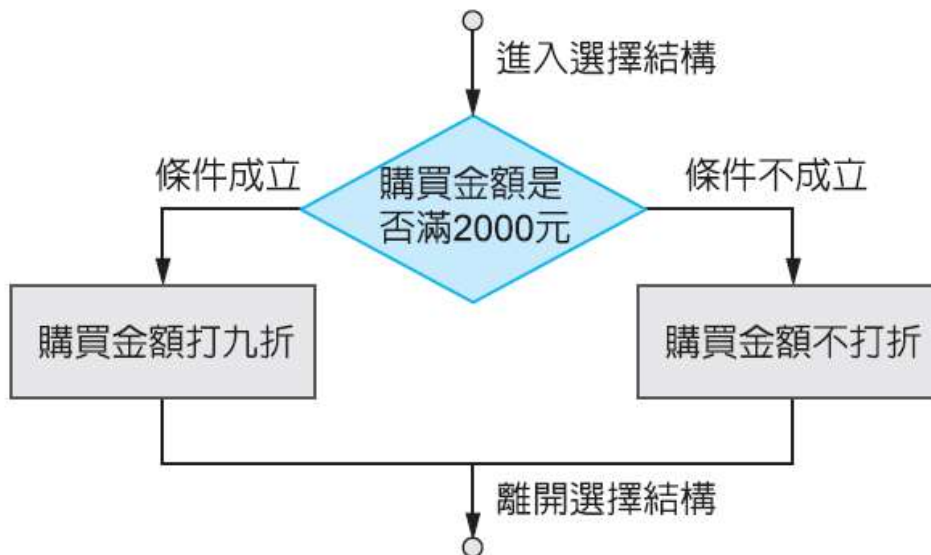 進入選擇結構
條件成立
購買金額是
否滿2000元
條件不成立
購買金額打九折
購買金額不打折
離開選擇結構